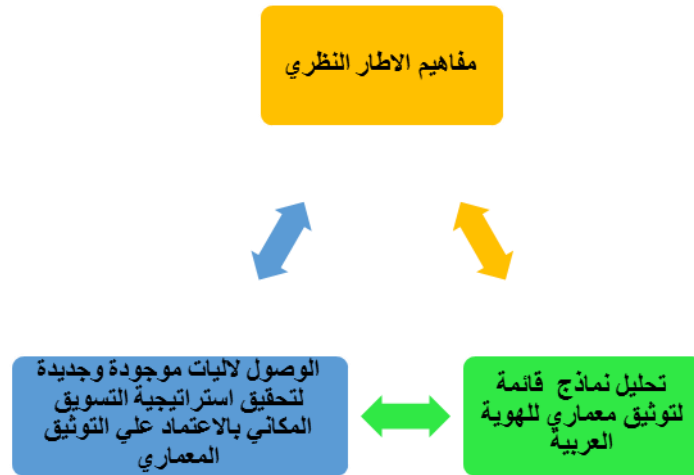 مفاهيم الاطار النظري
تحليل نماذج قائمة
لتوثيق معماري للهوية
العربية
الوصول لاليات موجودة وجديدة
لتحقيق استراتيجية التسويق
المكاني بالاعتماد علي التوثيق
المعماري